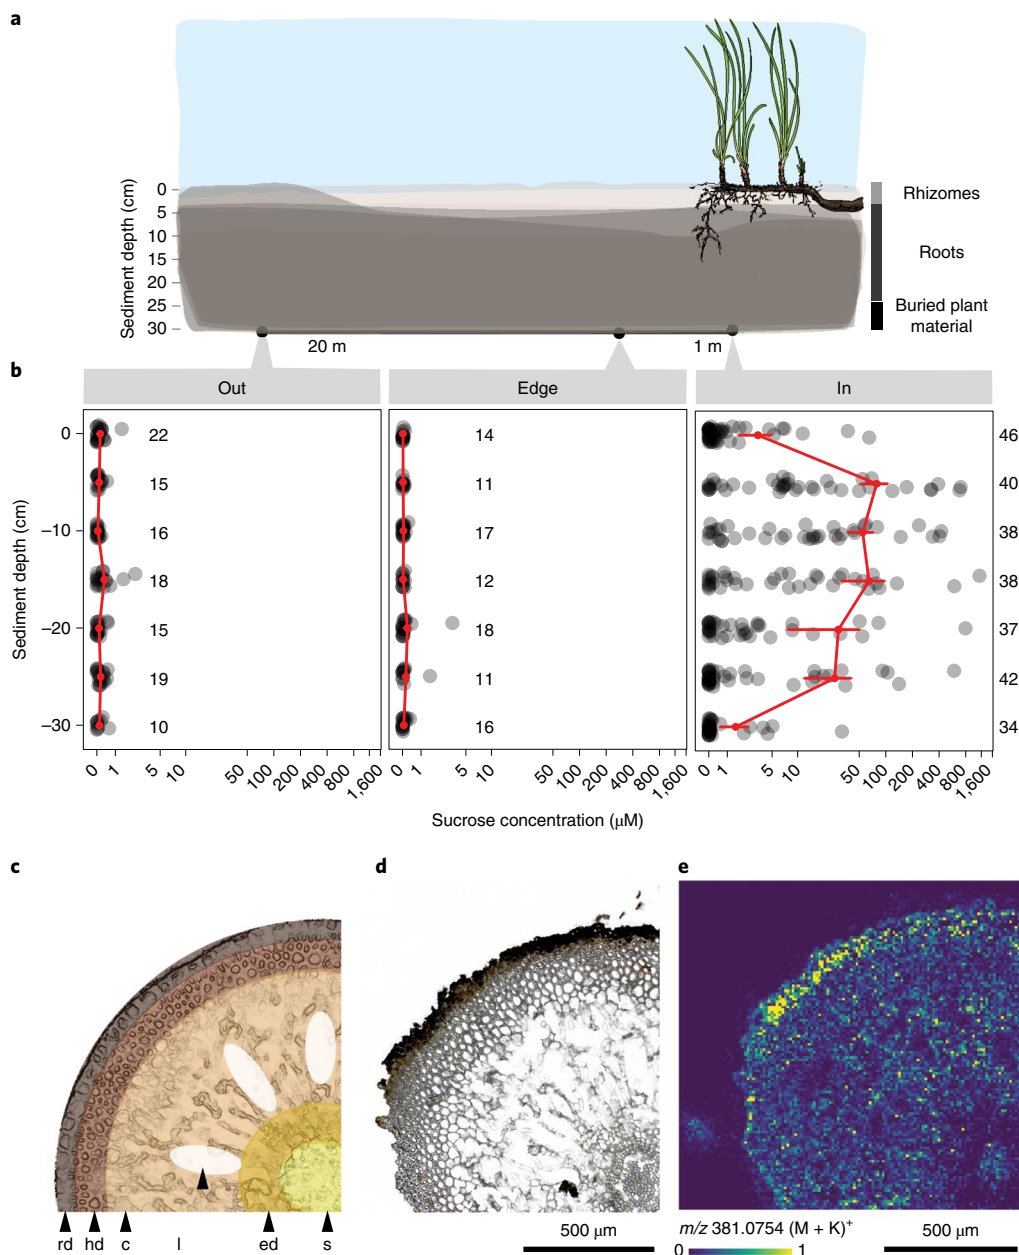 a
Sediment depth (cm)
0
5
10
15
20
25
30
Rhizomes
Roots
Buried plant
material
20 m
1 m
b
Out
Edge
In
Sediment depth (cm)
0
−10
−20
−30
22
15
16
18
15
19
10
14
11
17
12
18
11
16
46
40
38
38
37
42
34
0 1 5 10 50 100 200 400 800 1,600
0 1 5 10 50 100 200 400 800 1,600
0 1 5 10 50 100 200 400 800 1,600
Sucrose concentration (μM)
c
rd hd c l ed s
d
500 μm
e
m/z 381.0754 (M + K)+
0 1
500 μm